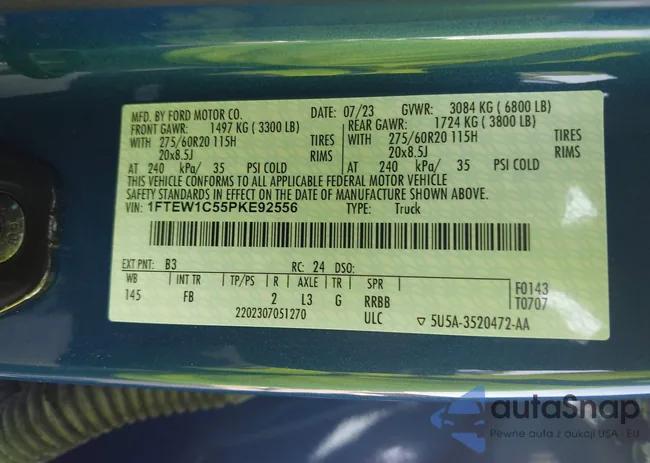 MFD. BY FORD MOTOR CO. DATE: 07/23 GVWR: 3084 KG (6800 LB)
FRONT GAWR: 1497 KG (3300 LB) REAR GAWR: 1724 KG (3800 LB)
WITH 275/60R20 115H TIRES WITH 275/60R20 115H TIRES
20x8.5J RIMS 20x8.5J RIMS
AT 240 kPa/ 35 PSI COLD AT 240 kPa/ 35 PSI COLD
THIS VEHICLE CONFORMS TO ALL APPLICABLE FEDERAL MOTOR VEHICLE
SAFETY STANDARDS IN EFFECT ON THE DATE OF MANUFACTURE SHOWN ABOVE.
VIN: 1FTEW1C55PKE92556 TYPE: Truck
EXT PNT: B3 RC: 24 DSO:
WB INT TR TP/PS R AXLE TR SPR F0143
145 FB 2 L3 G RRBB T0707
2202307051270 ULC ▽ 5U5A-3520472-AA
autaSnap
Pewne auta z aukcji USA - EU